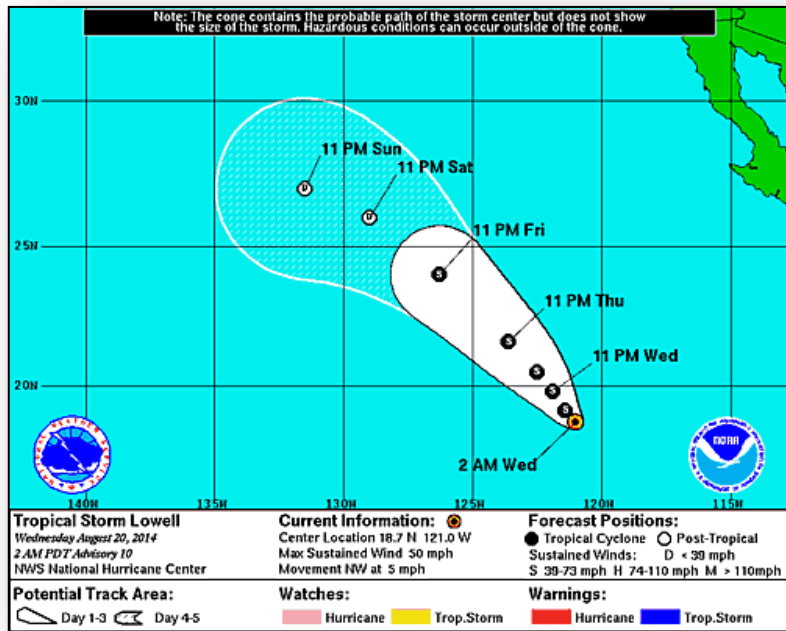 Note: The cone contains the probable path of the storm center but does not show
the size of the storm. Hazardous conditions can occur outside of the cone.
30N
11 PM Sun
11 PM Sat
D
D
25N
11 PM Fri
S
11 PM Thu
S
11 PM Wed
S
20N
S
S
2 AM Wed
NOAA
140W 135W 130W 125W 120W 115W
Tropical Storm Lowell
Wednesday August 20, 2014
2 AM PDT Advisory 10
NWS National Hurricane Center
Current Information:
Center Location 18.7 N 121.0 W
Max Sustained Wind 50 mph
Movement NW at 5 mph
Forecast Positions:
Tropical Cyclone Post-Tropical
Sustained Winds: D < 39 mph
S 39-73 mph H 74-110 mph M > 110mph
Potential Track Area:
Day 1-3 Day 4-5
Watches:
Hurricane Trop.Storm
Warnings:
Hurricane Trop.Storm